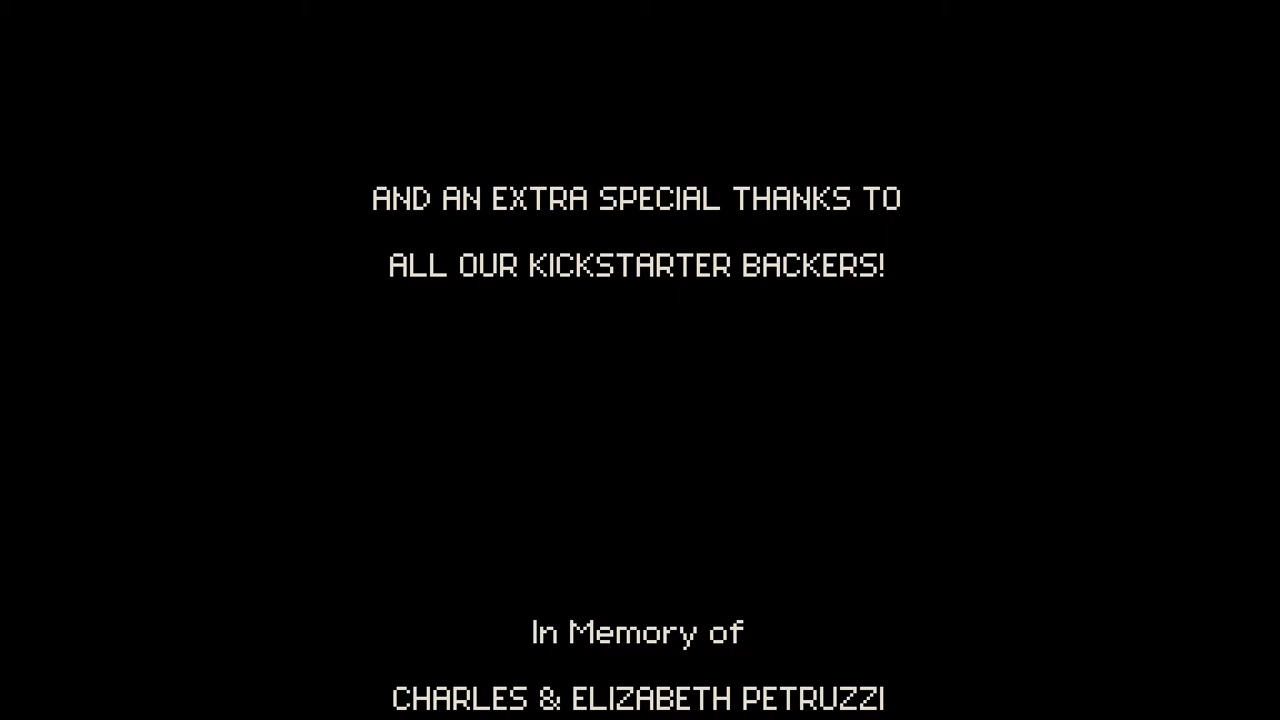 AND AN EXTRA SPECIAL THANKS TO
ALL OUR KICKSTARTER BACKERS!
In Memory of
CHARLES & ELIZABETH PETRUZZI